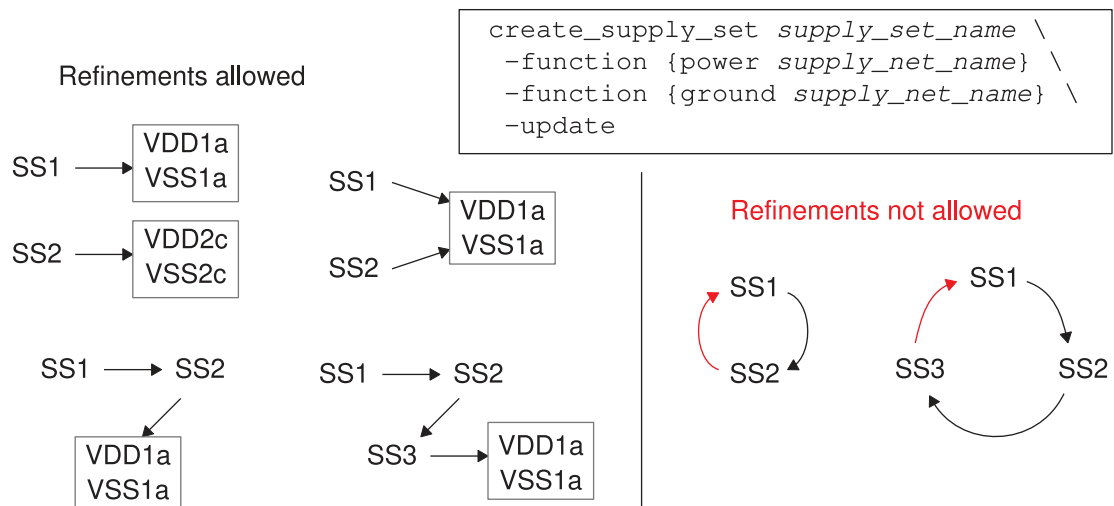 create_supply_set supply_set_name \
-function {power supply_net_name} \
-function {ground supply_net_name} \
-update
Refinements allowed
SS1
VDD1a
VSS1a
SS2
VDD2c
VSS2c
SS1
SS2
VDD1a
VSS1a
SS1
SS2
VDD1a
VSS1a
SS1
SS2
SS3
VDD1a
VSS1a
Refinements not allowed
SS1
SS2
SS1
SS2
SS3